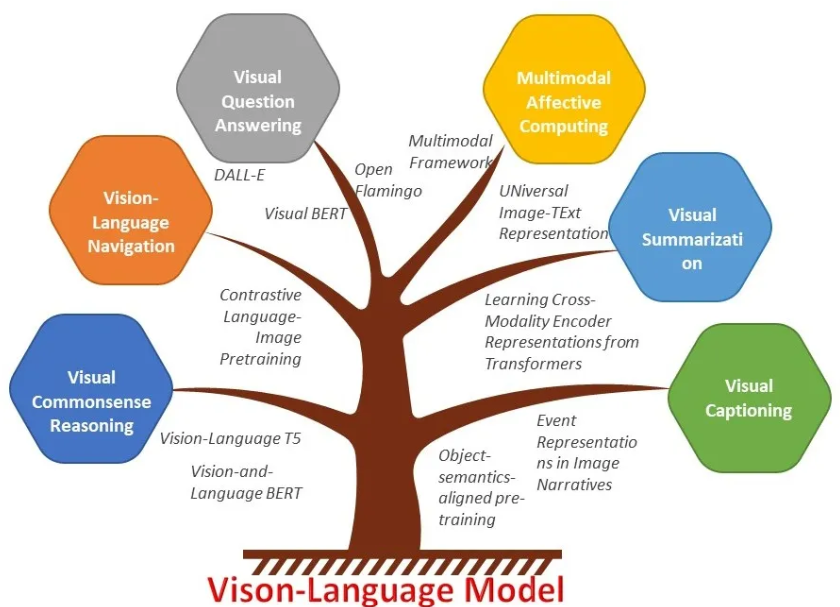 Visual
Question
Answering
Multimodal
Affective
Computing
Multimodal
Framework
DALL-E
Open
Flamingo
Vision-
Language
Navigation
Visual BERT
UNiversal
Image-TExt
Representation
Visual
Summarizati
on
Contrastive
Language-
Image
Pretraining
Learning Cross-
Modality Encoder
Representations from
Transformers
Visual
Commonsense
Reasoning
Visual
Captioning
Vision-Language T5
Vision-and-
Language BERT
Object-
semantics-
aligned pre-
training
Event
Representatio
ns in Image
Narratives
Vison-Language Model